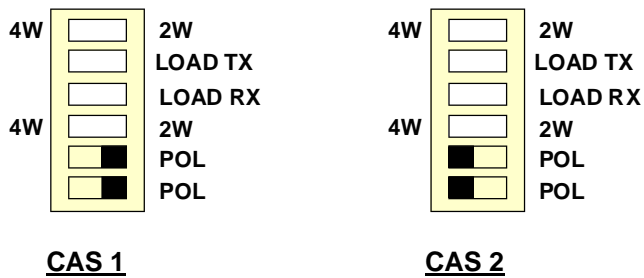 4W 2W
LOAD TX
LOAD RX
4W 2W
POL
POL
CAS 1
4W 2W
LOAD TX
LOAD RX
4W 2W
POL
POL
CAS 2